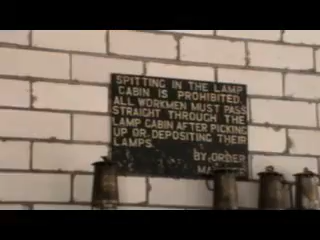 SPITTING IN THE LAMP
CABIN IS PROHIBITED.
ALL WORKMEN MUST PASS
STRAIGHT THROUGH THE
LAMP CABIN AFTER PICKING
UP OR DEPOSITING THEIR
LAMPS.
BY ORDER